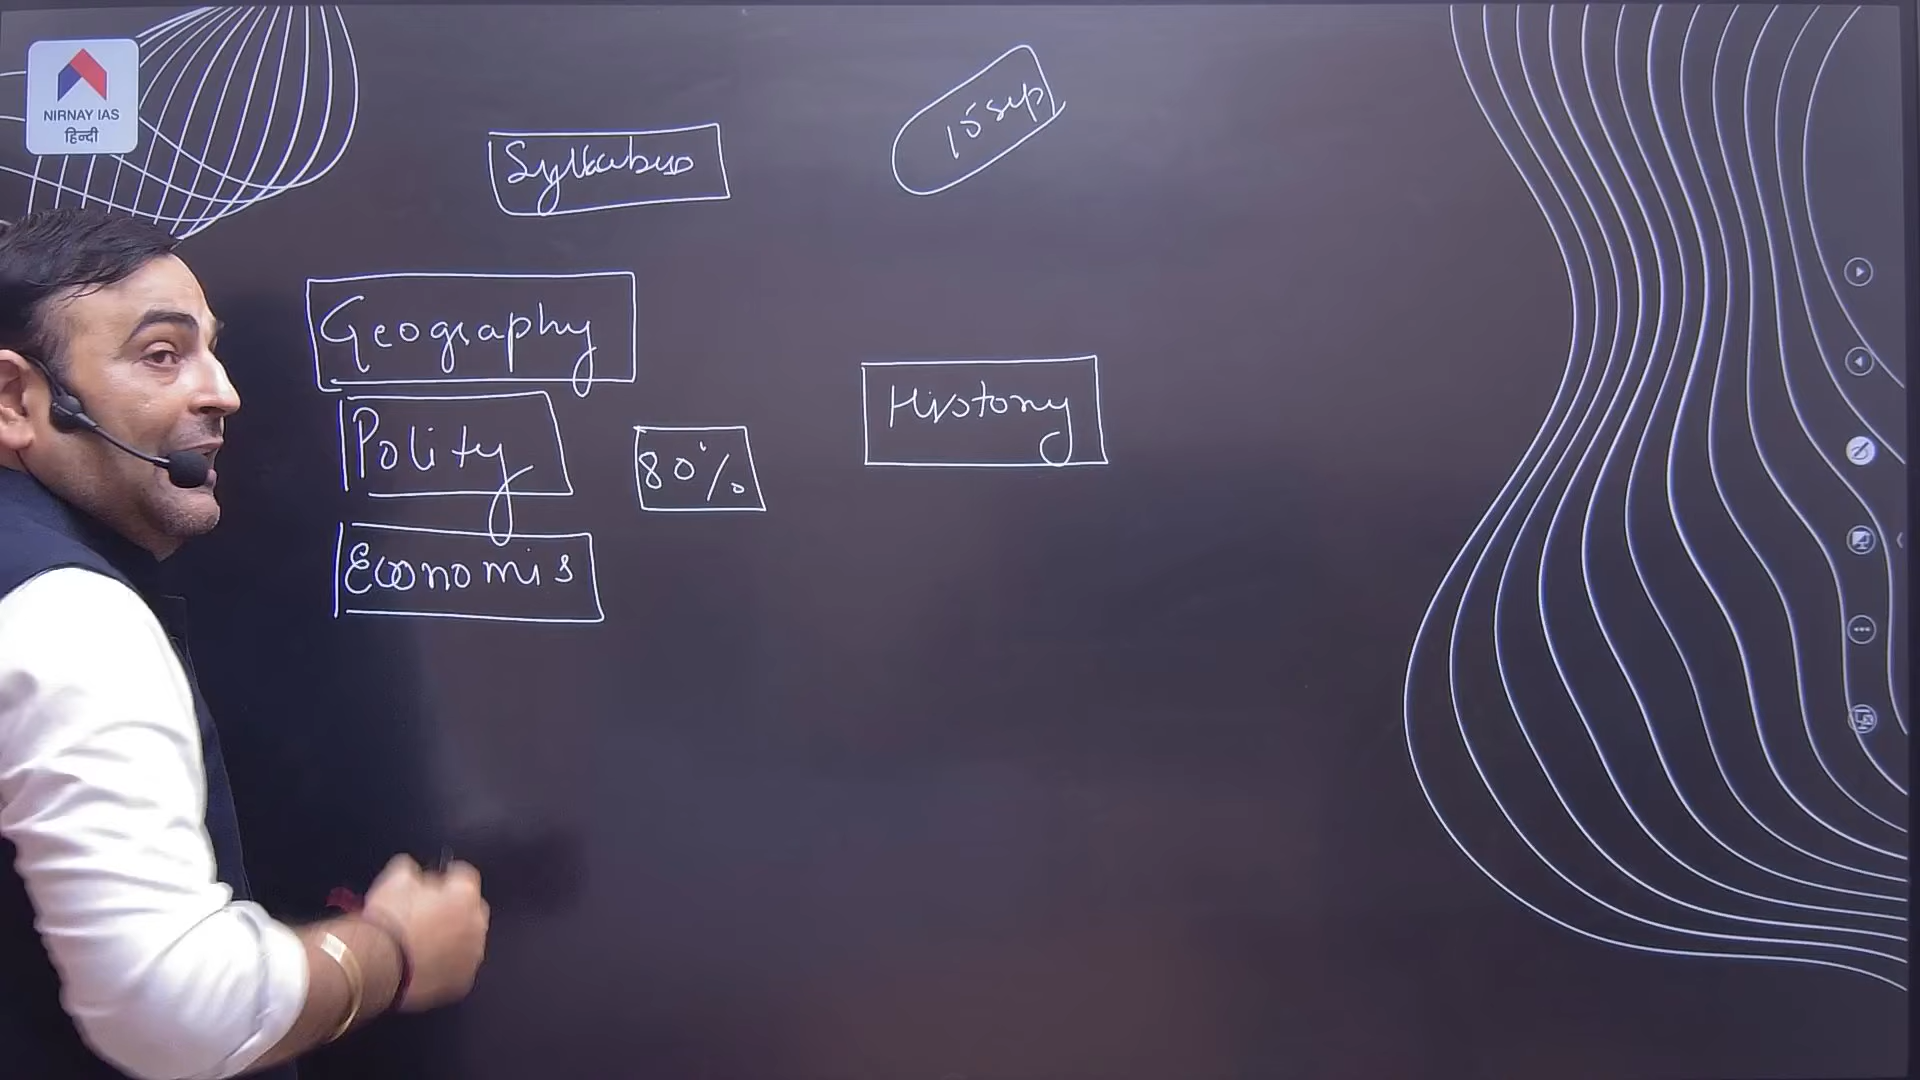 NIRNAY IAS
हिन्दी
15 sep
Syllabus
Geography
History
Polity
80%
Economis